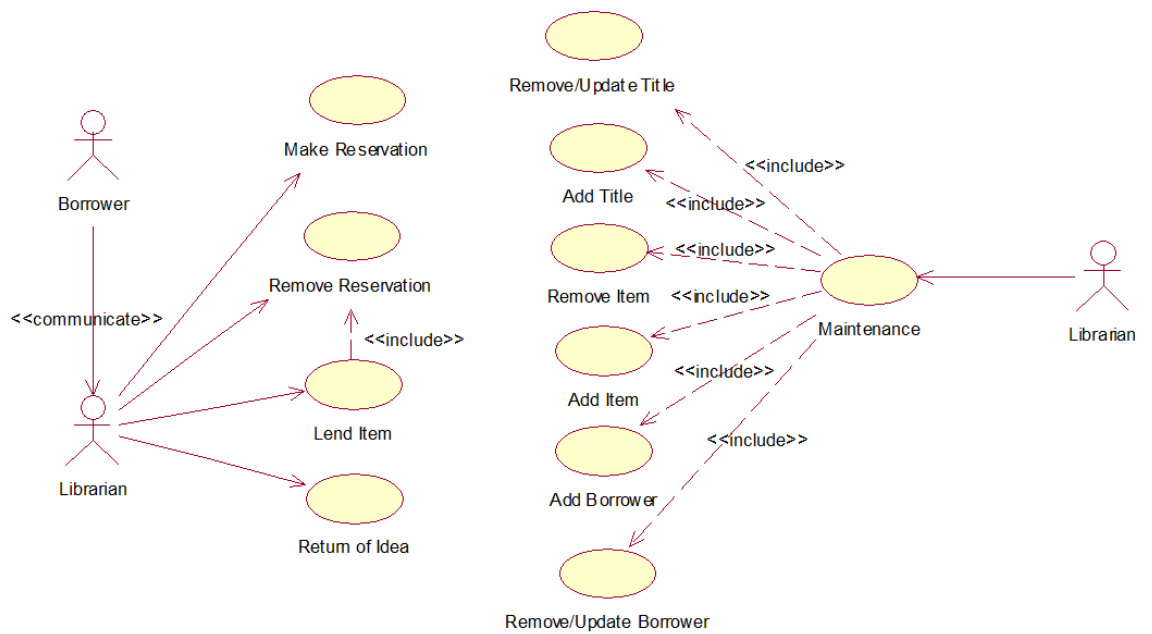 Remove/Update Title
Make Reservation
<<include>>
Borrower
Add Title
<<include>>
<<include>>
Remove Reservation
Remove Item
<<include>>
<<communicate>>
Maintenance
Librarian
<<include>>
Add Item
<<include>>
Lend Item
<<include>>
Librarian
Add Borrower
Return of Idea
Remove/Update Borrower